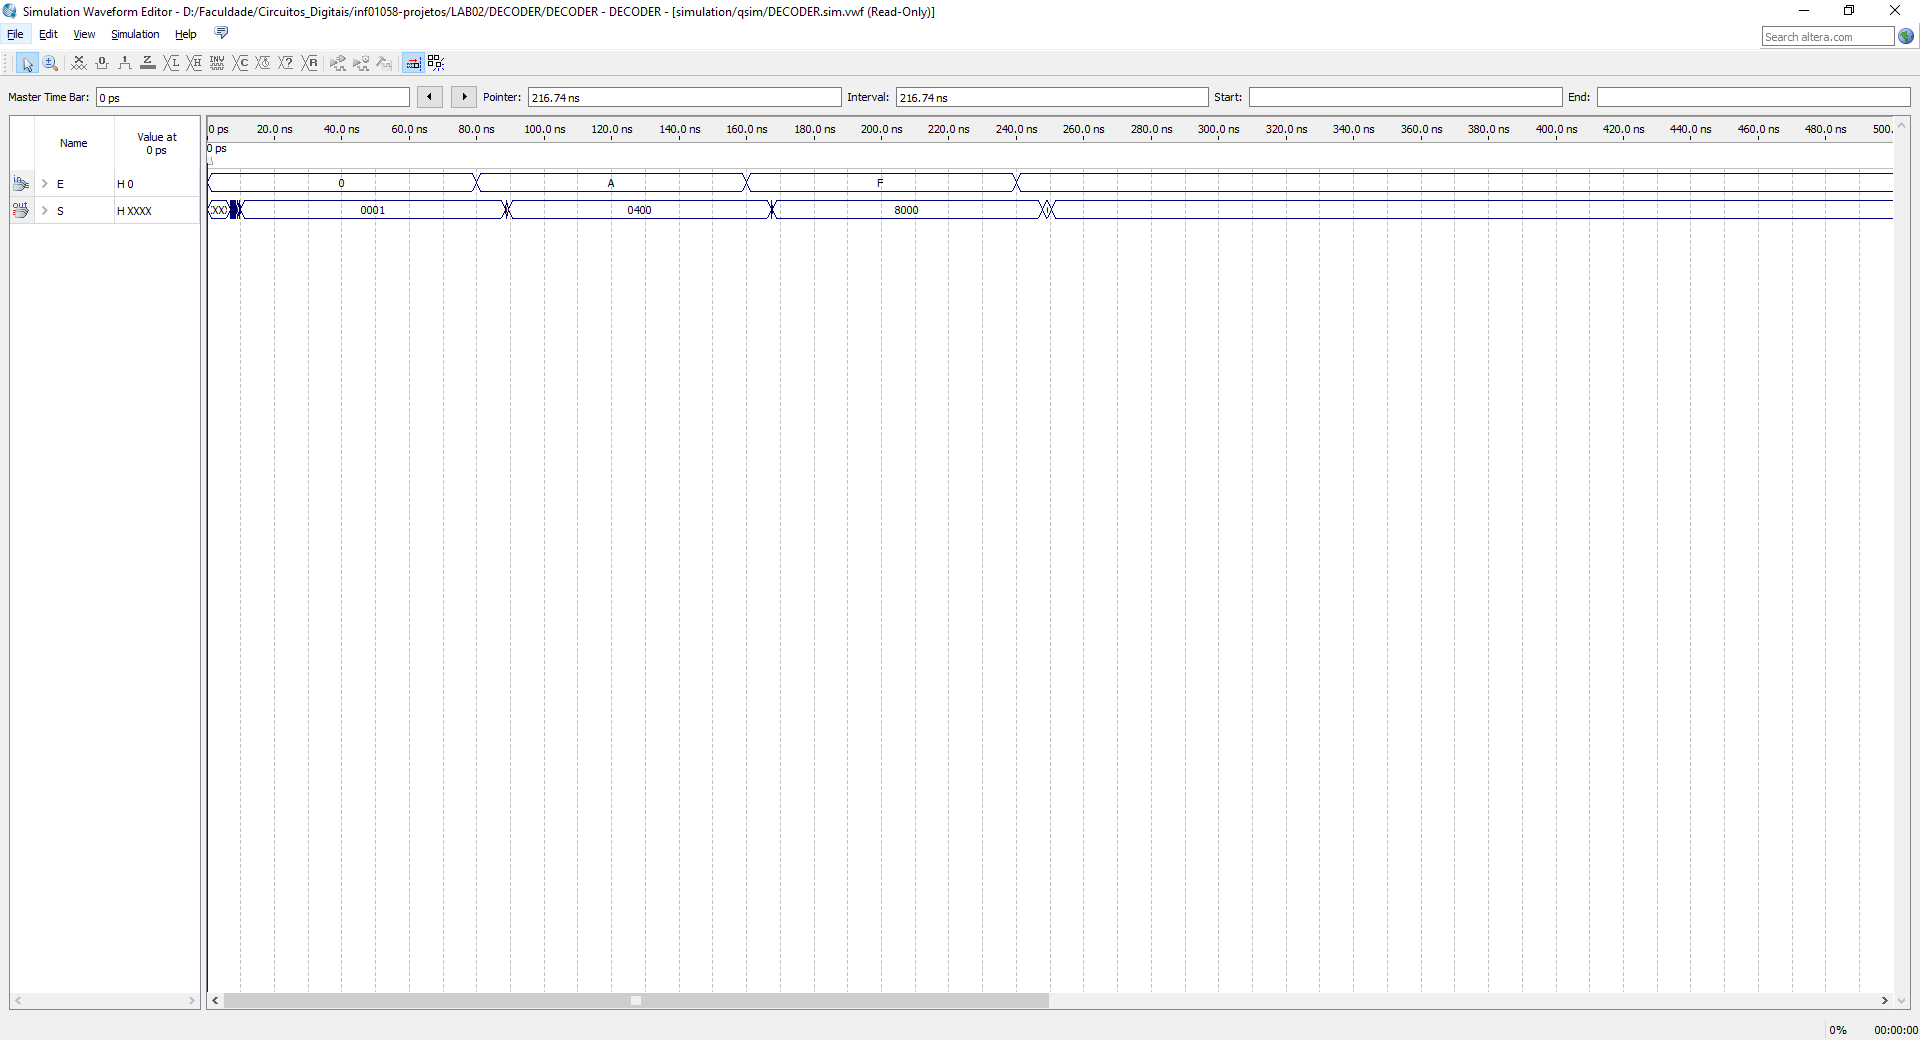 Simulation Waveform Editor - D:/Faculdade/Circuitos_Digitais/inf01058-projetos/LAB02/DECODER/DECODER - DECODER - [simulation/qsim/DECODER.sim.vwf (Read-Only)]
File Edit View Simulation Help
Search altera.com
Master Time Bar: 0 ps Pointer: 216.74 ns Interval: 216.74 ns Start: End:
Name Value at 0 ps
0 ps 20.0 ns 40.0 ns 60.0 ns 80.0 ns 100.0 ns 120.0 ns 140.0 ns 160.0 ns 180.0 ns 200.0 ns 220.0 ns 240.0 ns 260.0 ns 280.0 ns 300.0 ns 320.0 ns 340.0 ns 360.0 ns 380.0 ns 400.0 ns 420.0 ns 440.0 ns 460.0 ns 480.0 ns 500.
0 ps
in E H 0 0 A F
out S H XXXX XX 0001 0400 8000
0% 00:00:00